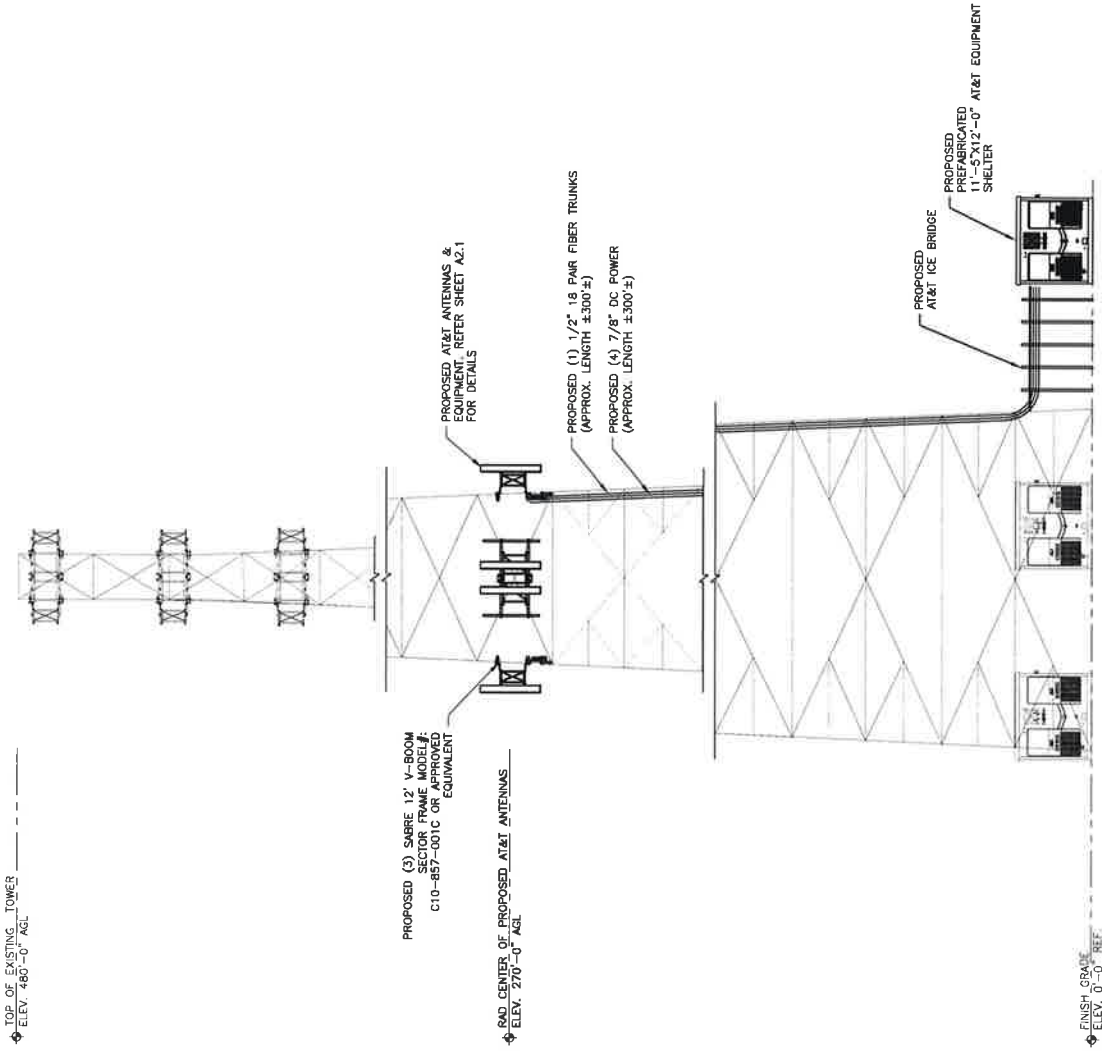 TOP OF EXISTING TOWER
ELEV. 480'-0" AGL
PROPOSED AT&T ANTENNAS &
EQUIPMENT, REFER SHEET A2.1
FOR DETAILS
PROPOSED (1) 1/2" 18 PAIR FIBER TRUNKS
(APPROX. LENGTH ±300'±)
PROPOSED (4) 7/8" DC POWER
(APPROX. LENGTH ±300'±)
PROPOSED (3) SABRE 12' V-BOOM
SECTOR FRAME MODEL#:
C10-857-001C OR APPROVED
EQUIVALENT
RAD CENTER OF PROPOSED AT&T ANTENNAS
ELEV. 270'-0" AGL
PROPOSED
AT&T ICE BRIDGE
PROPOSED
PREFABRICATED
11'-5"X12'-0" AT&T EQUIPMENT
SHELTER
FINISH GRADE
ELEV. 0'-0" REF.